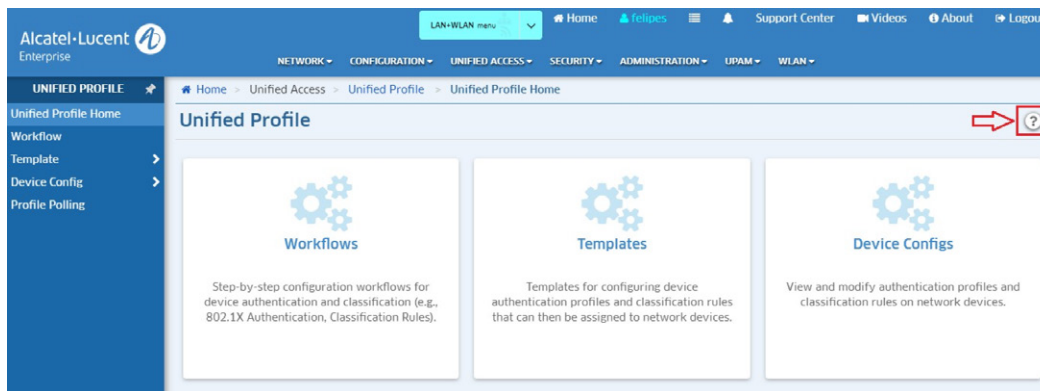 LAN+WLAN menu
Home
felipes
Support Center
Videos
About
Logou
Alcatel·Lucent
Enterprise
NETWORK
CONFIGURATION
UNIFIED ACCESS
SECURITY
ADMINISTRATION
UPAM
WLAN
UNIFIED PROFILE
Home > Unified Access > Unified Profile > Unified Profile Home
Unified Profile Home
Workflow
Template
Device Config
Profile Polling
Unified Profile
?
Workflows
Step-by-step configuration workflows for
device authentication and classification (e.g.,
802.1X Authentication, Classification Rules).
Templates
Templates for configuring device
authentication profiles and classification rules
that can then be assigned to network devices.
Device Configs
View and modify authentication profiles and
classification rules on network devices.